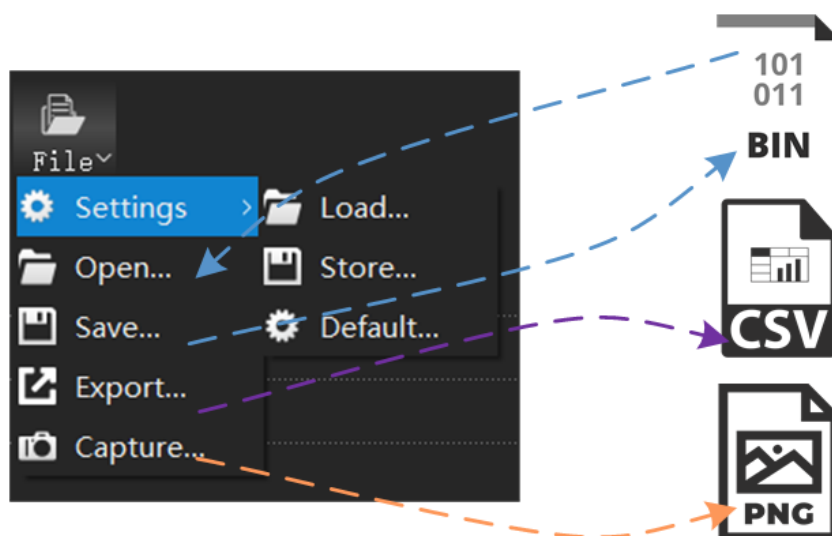 File
Settings
Load...
Open...
Store...
Save...
Default...
Export...
Capture...
101
011
BIN
CSV
PNG